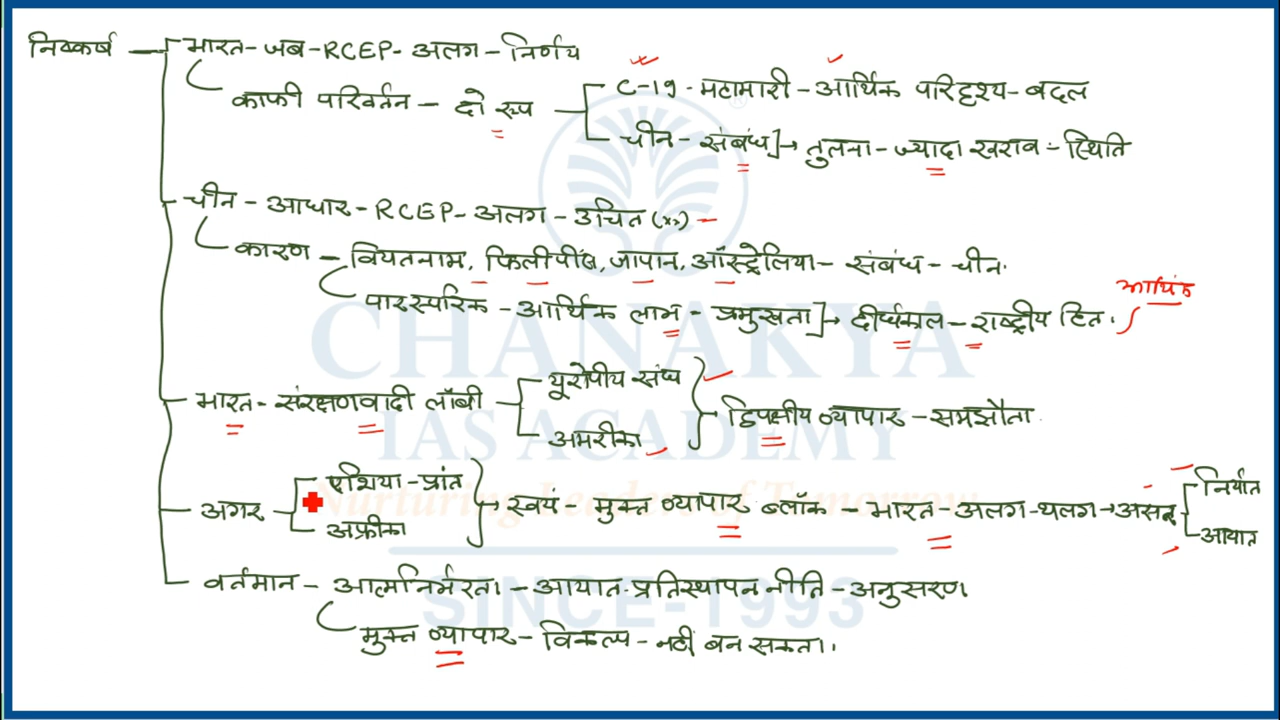 निष्कर्ष
भारत - जब - RCEP - अलग - निर्णय
काफी परिवर्तन - दो रूप
C-19 - महामारी - आर्थिक परिदृश्य - बदल
चीन - संबंध ] → तुलना - ज्यादा खराब - स्थिति
चीन - आधार - RCEP - अलग - उचित (××)
कारण - वियतनाम, फिलीपींस, जापान, ऑस्ट्रेलिया - संबंध - चीन.
आर्थिक
पारस्परिक - आर्थिक लाभ - प्रमुखता ] → दीर्घकाल - राष्ट्रीय हित.
भारत - संरक्षणवादी लॉबी
यूरोपीय संघ
अमरीका
द्विपक्षीय व्यापार - समझौता
अगर
एशिया - प्रांत
अफ्रीका
स्वयं - मुक्त व्यापार ब्लॉक - भारत - अलग-थलग → असर
निर्यात
आयात
वर्तमान - आत्मनिर्भरता - आयात प्रतिस्थापन नीति - अनुसरण
मुक्त व्यापार - विकल्प - नहीं बन सकता.
CHANAKYA
IAS ACADEMY
Nurturing Leaders of Tomorrow
SINCE-1993